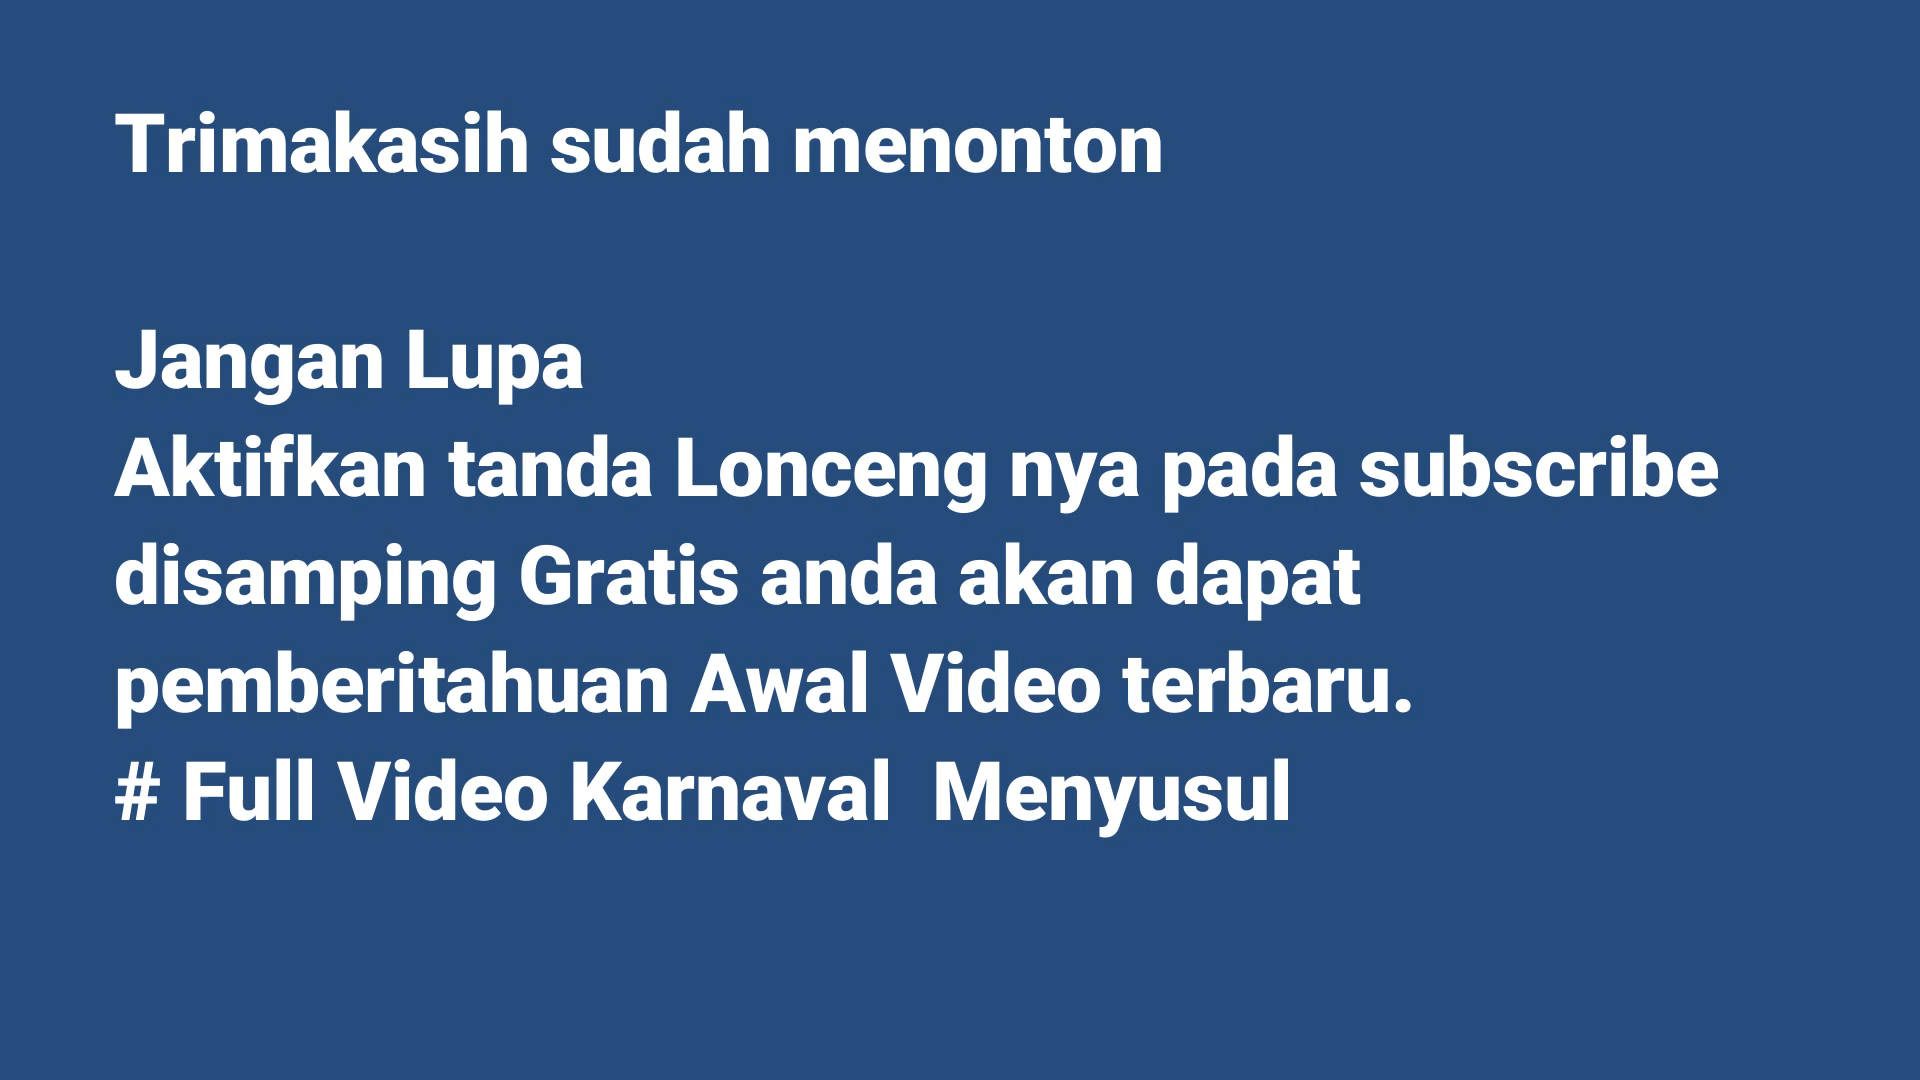 Trimakasih sudah menonton
Jangan Lupa
Aktifkan tanda Lonceng nya pada subscribe
disamping Gratis anda akan dapat
pemberitahuan Awal Video terbaru.
# Full Video Karnaval  Menyusul